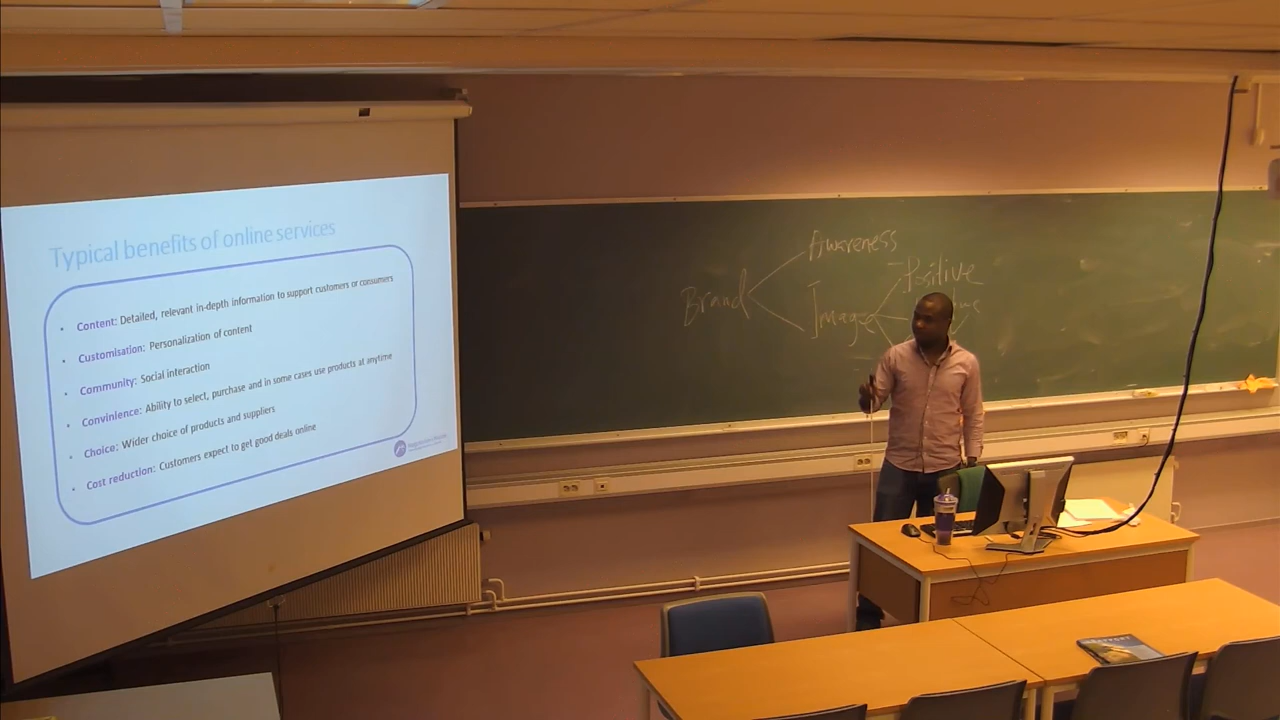 Typical benefits of online services
• Content: Detailed, relevant in-depth information to support customers or consumers
• Customisation: Personalization of content
• Community: Social interaction
• Convinience: Ability to select, purchase and in some cases use products at anytime
• Choice: Wider choice of products and suppliers
• Cost reduction: Customers expect to get good deals online
Awareness
Brand
Positive
Image